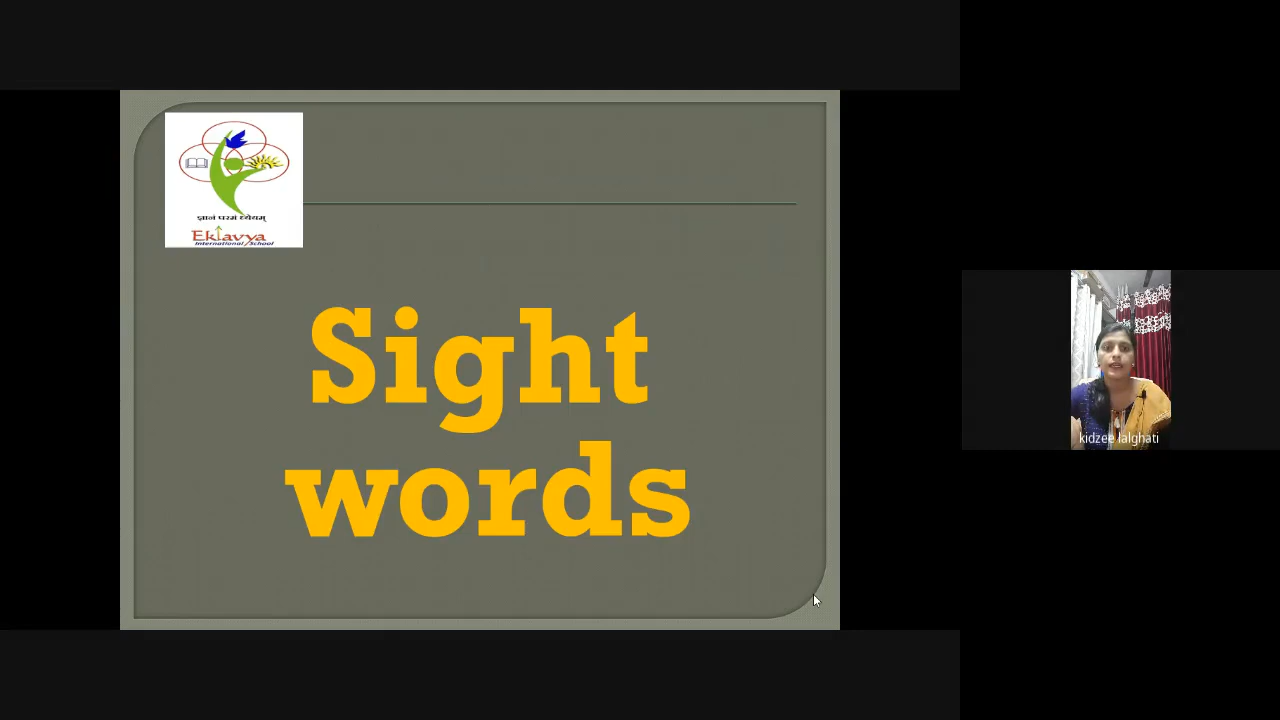 ज्ञानं परमं ध्येयम्
Eklavya
International School
Sight
words
kidzee lalghati